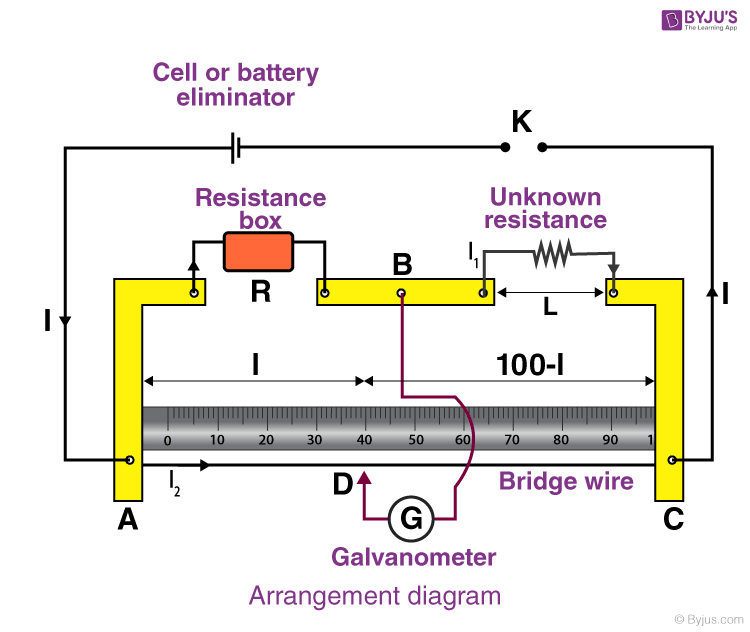 BYJU'S
The Learning App
Cell or battery
eliminator
K
Resistance
box
Unknown
resistance
I₁
B
R
L
I
I
l
100-l
0 10 20 30 40 50 60 70 80 90 1
I₂
D
Bridge wire
A
G
C
Galvanometer
Arrangement diagram
© Byjus.com